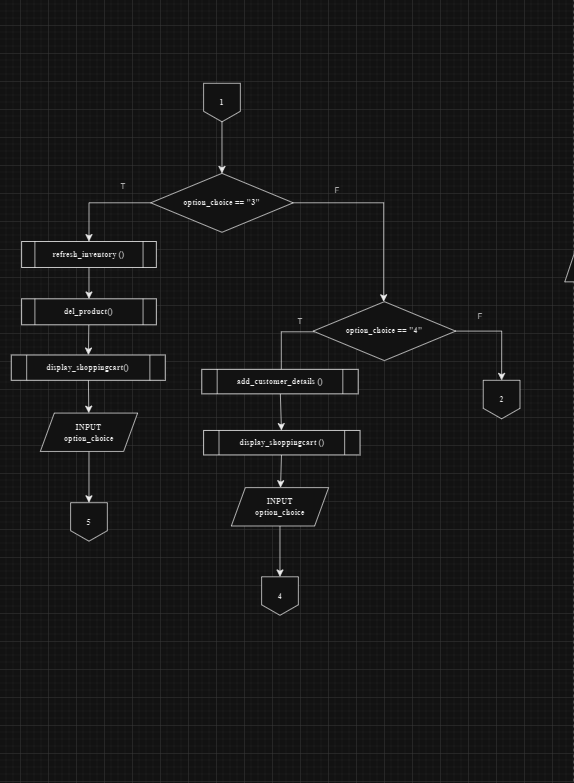 1
T
F
option_choice == "3"
refresh_inventory ()
del_product()
T
F
option_choice == "4"
display_shoppingcart()
add_customer_details ()
2
INPUT
option_choice
display_shoppingcart ()
INPUT
option_choice
5
4